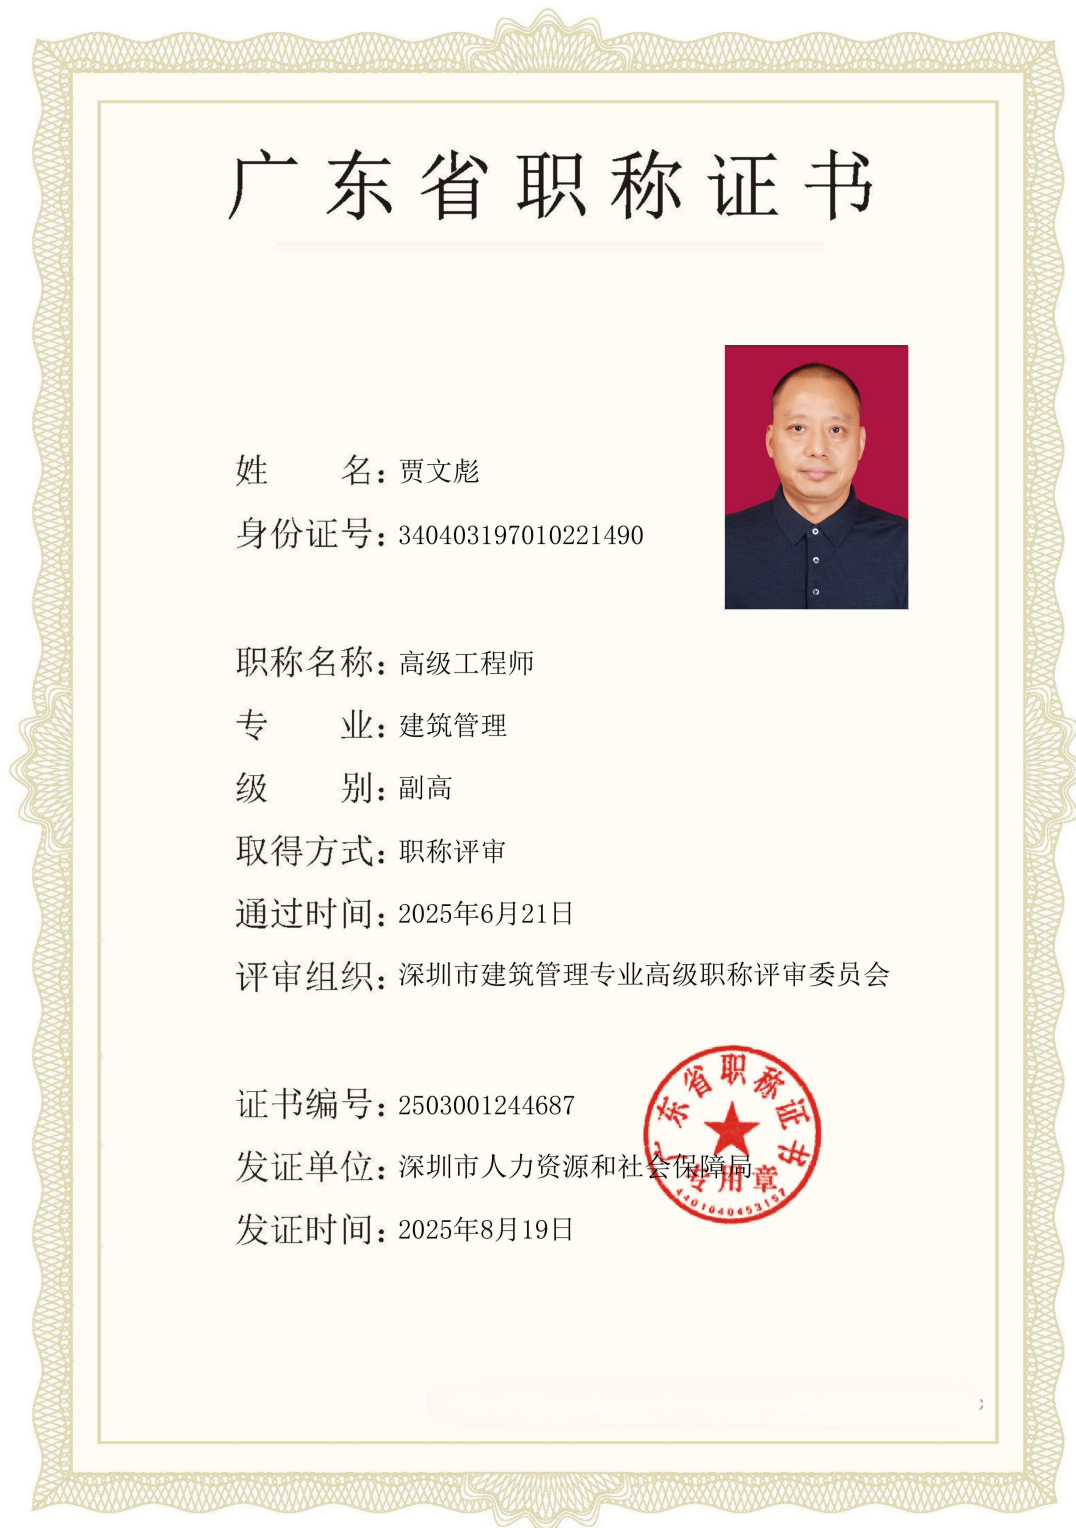 广东省职称证书
姓 名：贾文彪
身份证号：340403197010221490
职称名称：高级工程师
专 业：建筑管理
级 别：副高
取得方式：职称评审
通过时间：2025年6月21日
评审组织：深圳市建筑管理专业高级职称评审委员会
证书编号：2503001244687
发证单位：深圳市人力资源和社会保障局
发证时间：2025年8月19日
广东省职称证书
专用章
4401040453157